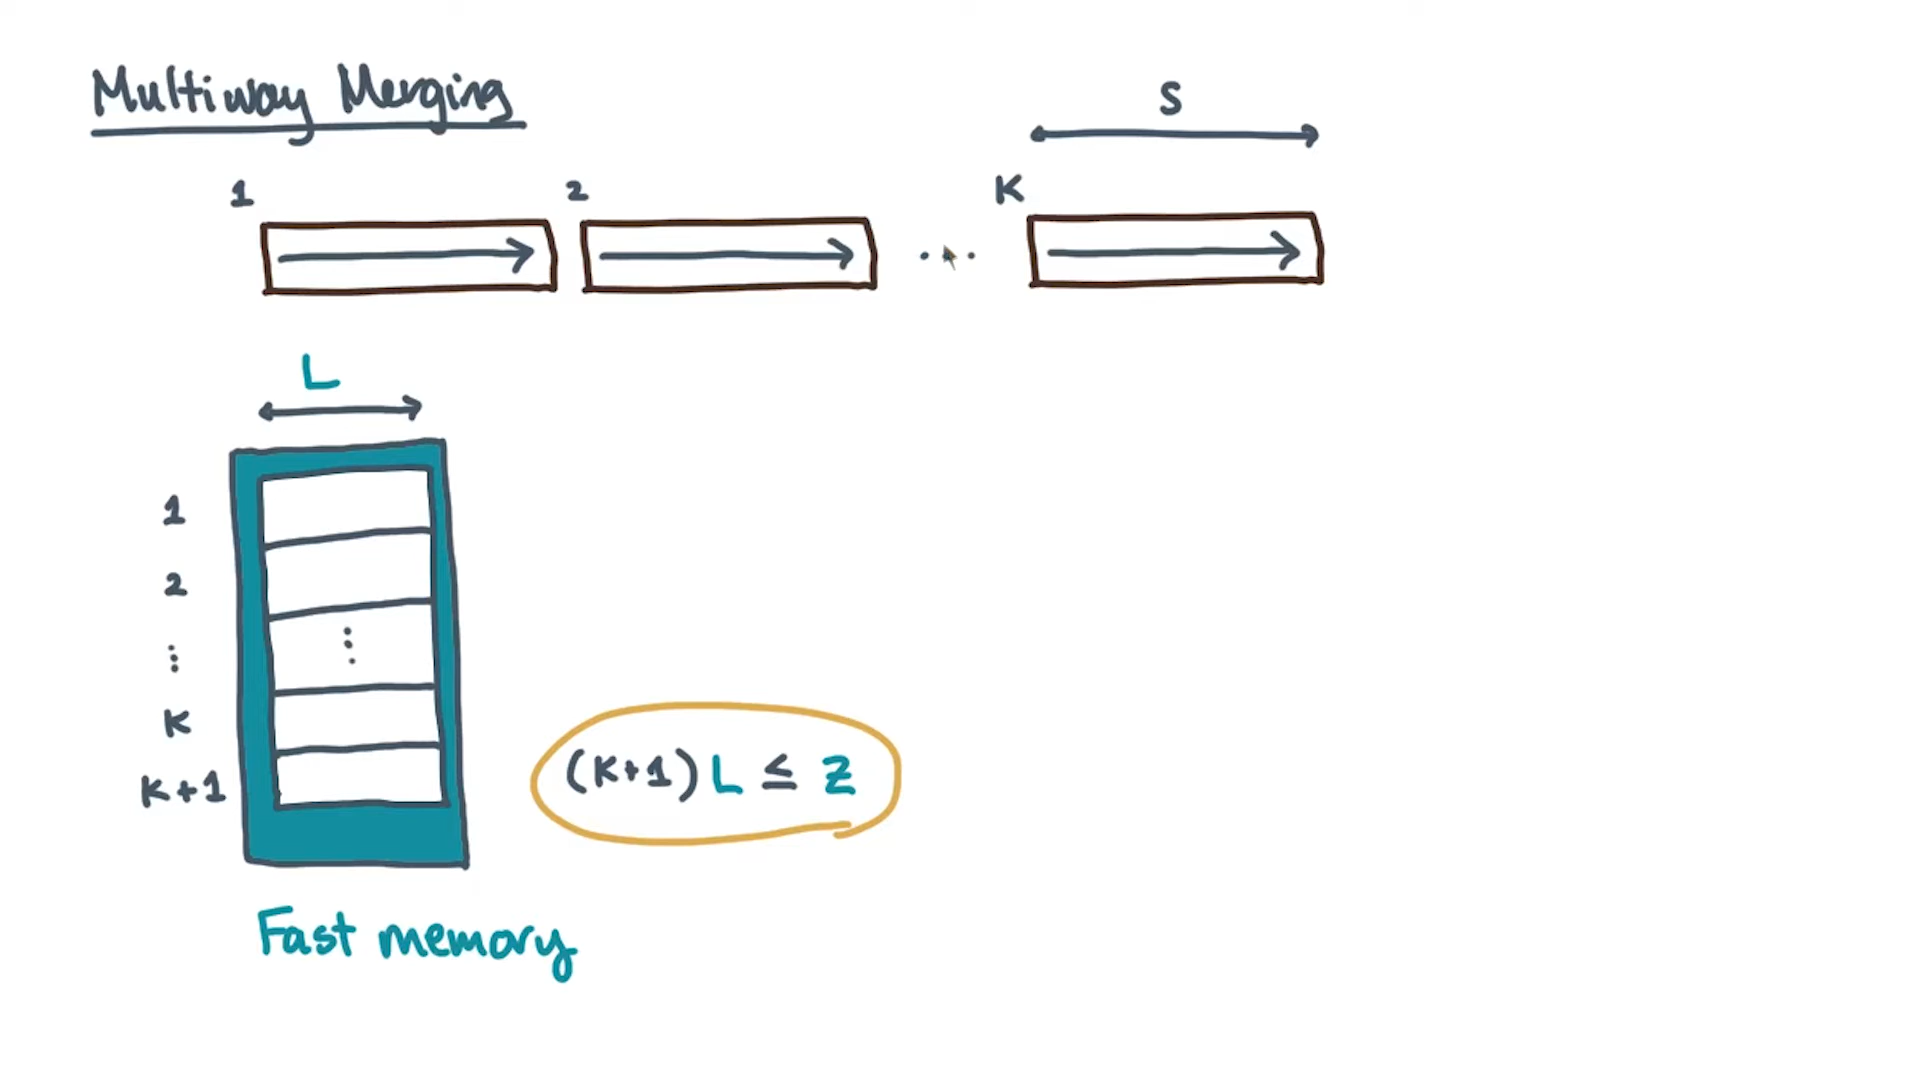 Multiway Merging
S
1 2 ... K
L
1
2
⋮
K
K+1
(K+1) L ≤ Z
Fast memory